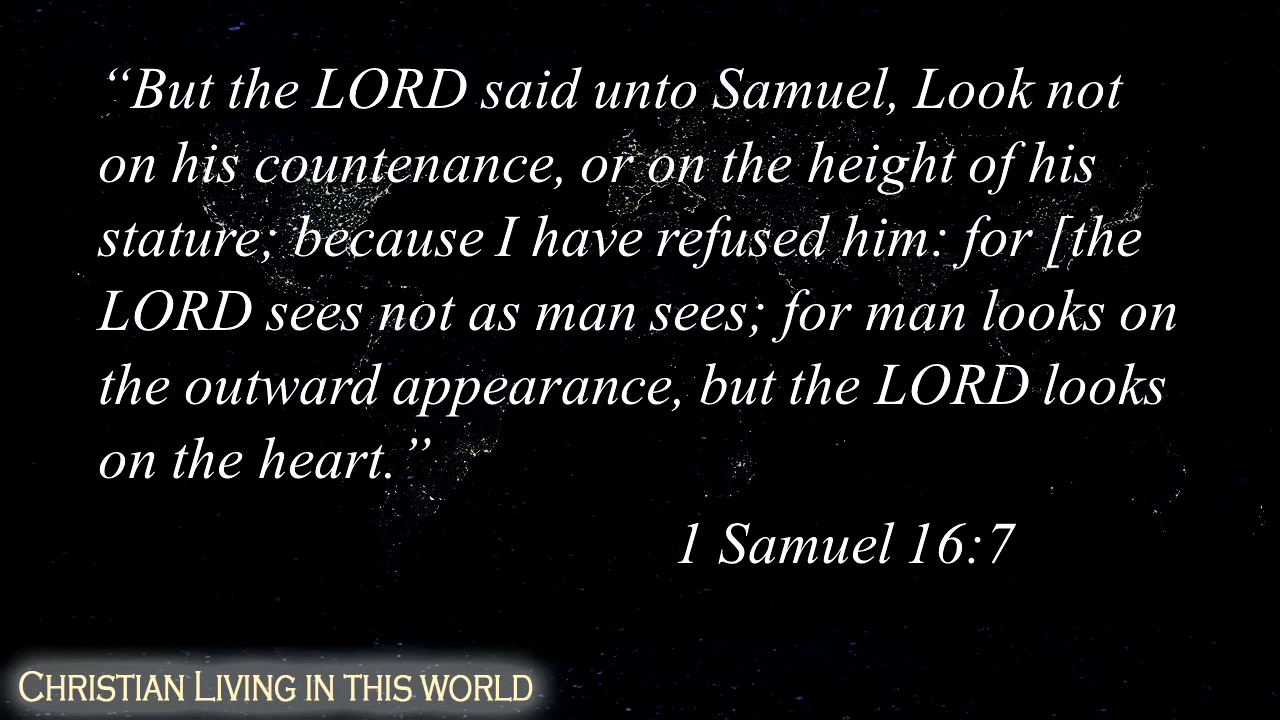 “But the LORD said unto Samuel, Look not
on his countenance, or on the height of his
stature; because I have refused him: for [the
LORD sees not as man sees; for man looks on
the outward appearance, but the LORD looks
on the heart.”
1 Samuel 16:7
Christian Living in this world